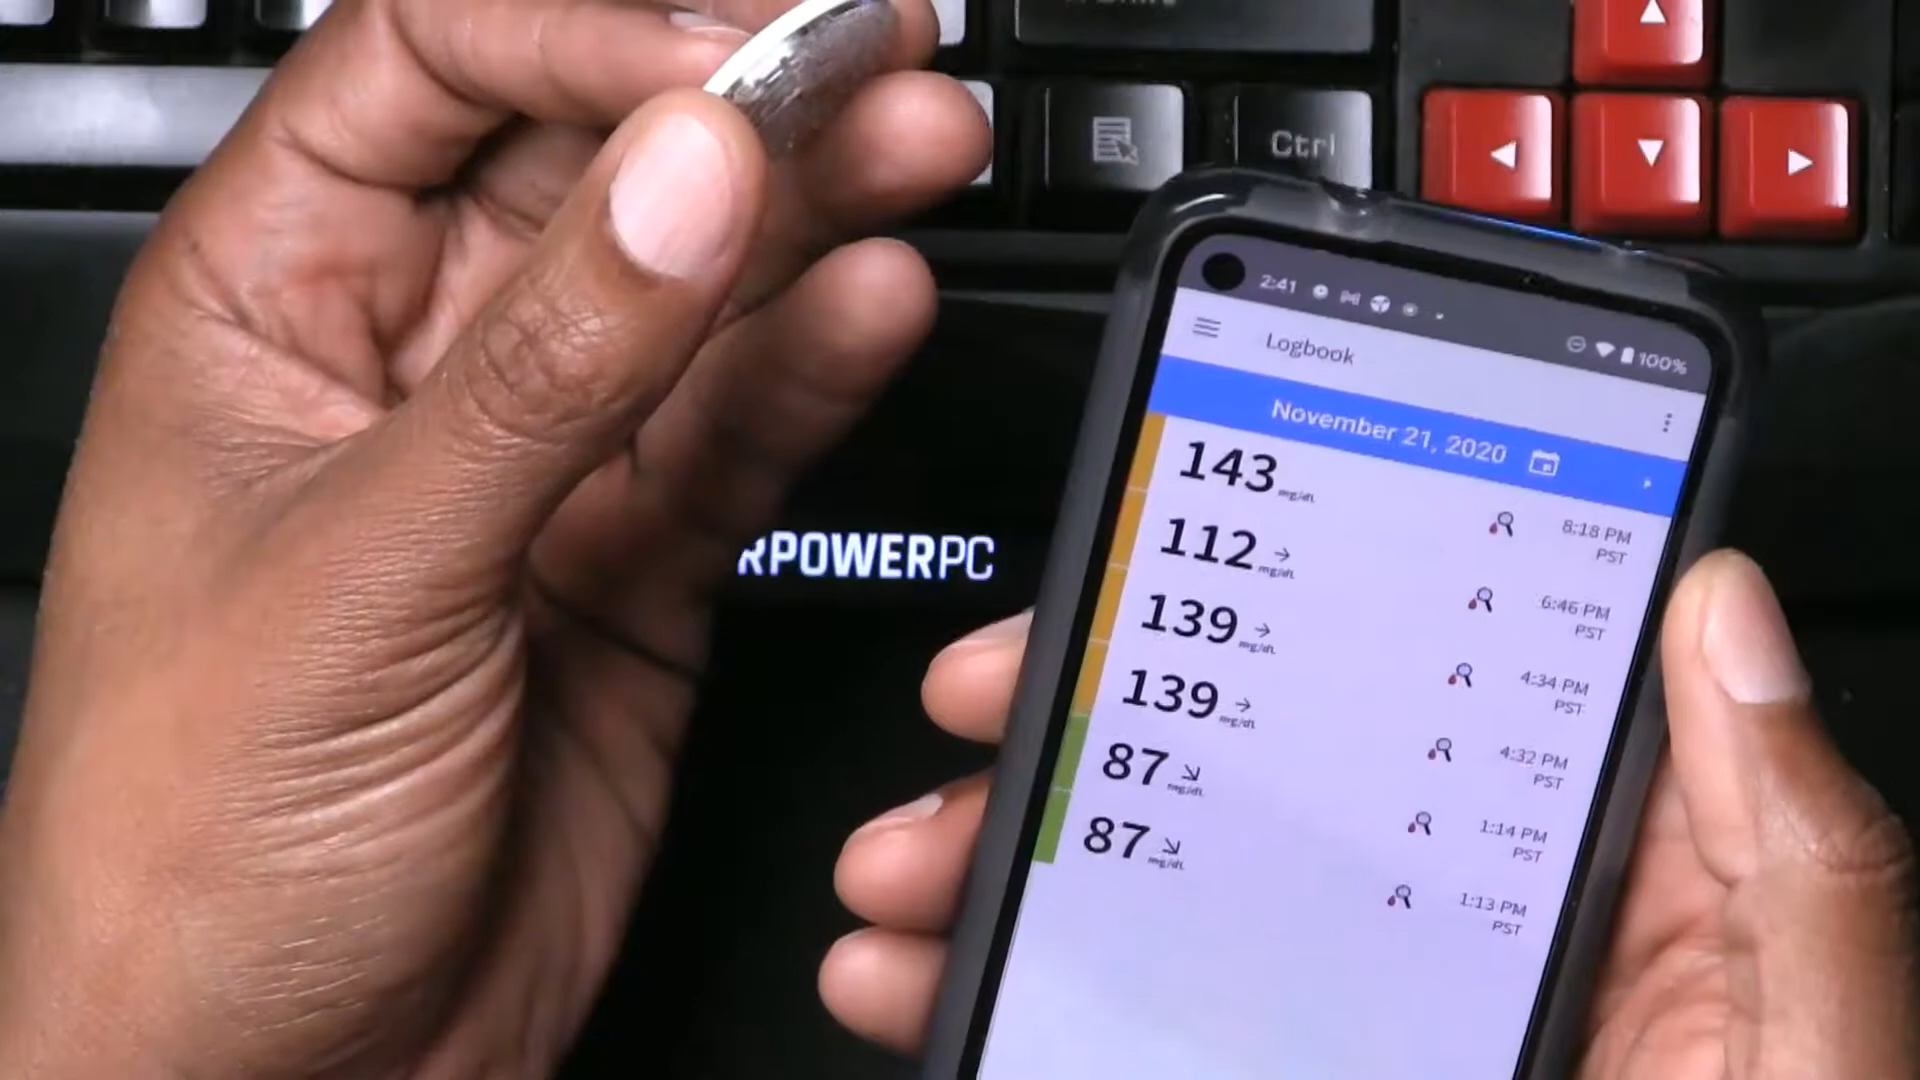 Ctrl
2:41
100%
Logbook
November 21, 2020
143 mg/dL
8:18 PM
PST
112 mg/dL
6:46 PM
PST
139 mg/dL
4:34 PM
PST
139 mg/dL
4:32 PM
PST
87 mg/dL
1:14 PM
PST
87 mg/dL
1:13 PM
PST
RPOWERPC